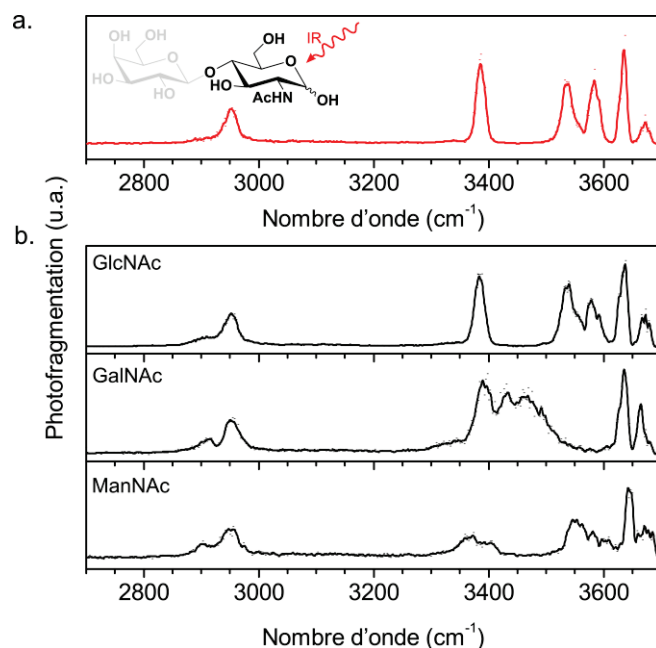 a.
IR
OH
OH
HO
O
OH
O
O
O
HO
HO
OH
AcHN
OH
2800 3000 3200 3400 3600
Nombre d'onde (cm-1)
Photofragmentation (u.a.)
b.
GlcNAc
GalNAc
ManNAc
2800 3000 3200 3400 3600
Nombre d'onde (cm-1)